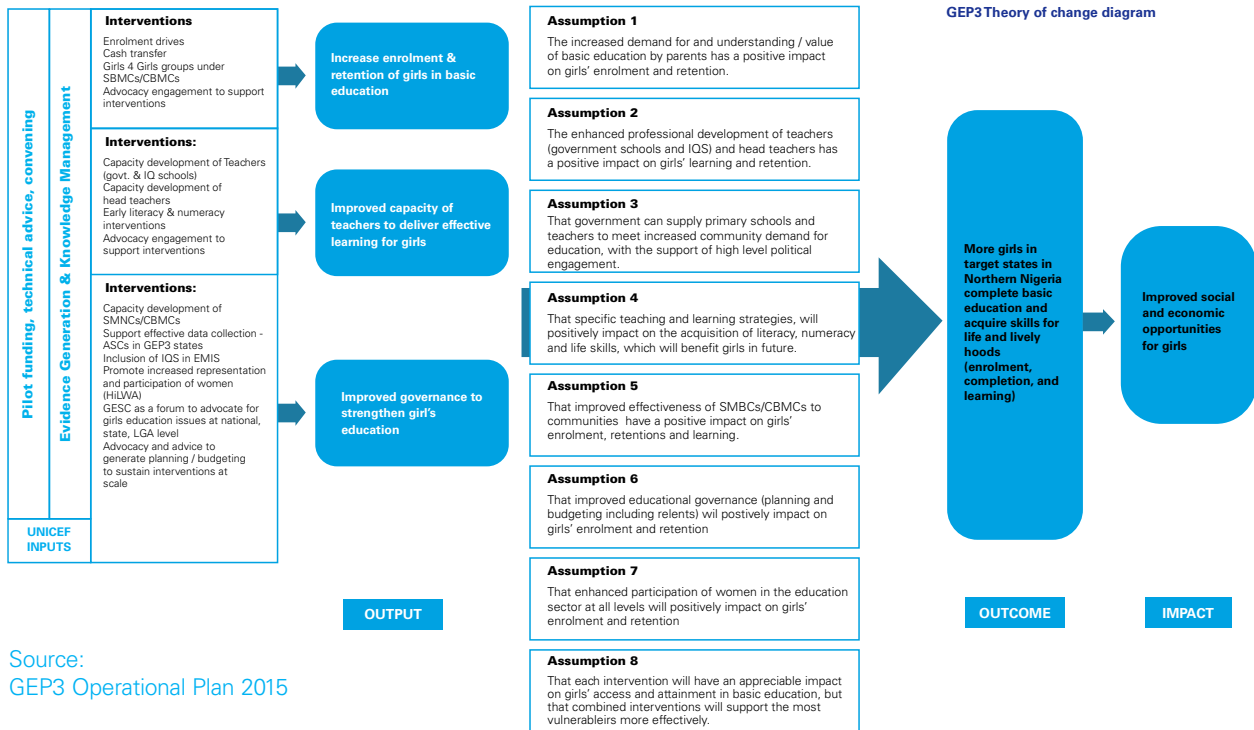 GEP3 Theory of change diagram
Pilot funding, technical advice, convening
Evidence Generation & Knowledge Management
UNICEF
INPUTS
Interventions
Enrolment drives
Cash transfer
Girls 4 Girls groups under
SBMCs/CBMCs
Advocacy engagement to support
interventions
Interventions:
Capacity development of Teachers
(govt. & IQ schools)
Capacity development of
head teachers
Early literacy & numeracy
interventions
Advocacy engagement to
support interventions
Interventions:
Capacity development of
SMNCs/CBMCs
Support effective data collection -
ASCs in GEP3 states
Inclusion of IQS in EMIS
Promote increased representation
and participation of women
(HiLWA)
GESC as a forum to advocate for
girls education issues at national,
state, LGA level
Advocacy and advice to
generate planning / budgeting
to sustain interventions at
scale
Increase enrolment &
retention of girls in basic
education
Improved capacity of
teachers to deliver effective
learning for girls
Improved governance to
strengthen girl's
education
OUTPUT
Assumption 1
The increased demand for and understanding / value
of basic education by parents has a positive impact
on girls' enrolment and retention.
Assumption 2
The enhanced professional development of teachers
(government schools and IQS) and head teachers has
a positive impact on girls' learning and retention.
Assumption 3
That government can supply primary schools and
teachers to meet increased community demand for
education, with the support of high level political
engagement.
Assumption 4
That specific teaching and learning strategies, will
positively impact on the acquisition of literacy, numeracy
and life skills, which will benefit girls in future.
Assumption 5
That improved effectiveness of SMBCs/CBMCs to
communities have a positive impact on girls'
enrolment, retentions and learning.
Assumption 6
That improved educational governance (planning and
budgeting including relents) wil postively impact on
girls' enrolment and retention
Assumption 7
That enhanced participation of women in the education
sector at all levels will positively impact on girls'
enrolment and retention
Assumption 8
That each intervention will have an appreciable impact
on girls' access and attainment in basic education, but
that combined interventions will support the most
vulnerableirs more effectively.
More girls in
target states in
Northern Nigeria
complete basic
education and
acquire skills for
life and lively
hoods
(enrolment,
completion, and
learning)
OUTCOME
Improved social
and economic
opportunities
for girls
IMPACT
Source:
GEP3 Operational Plan 2015